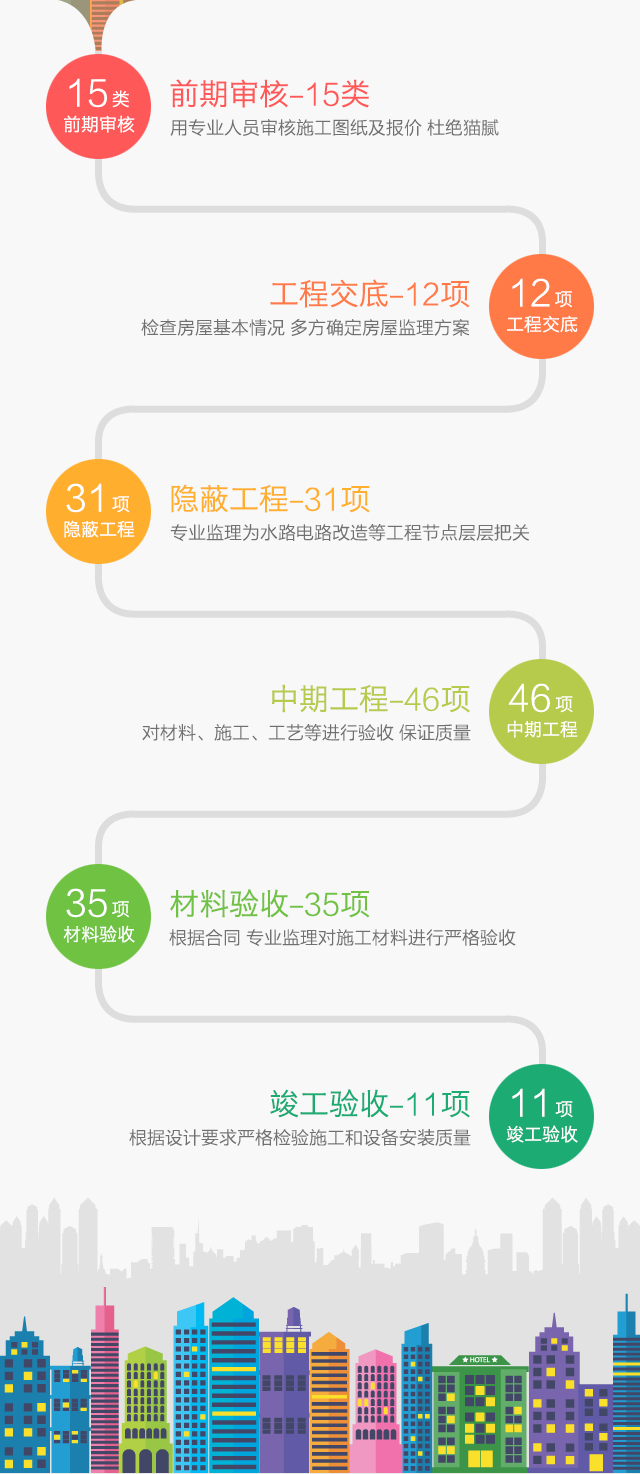 15类
前期审核
前期审核-15类
用专业人员审核施工图纸及报价 杜绝猫腻
工程交底-12项
检查房屋基本情况 多方确定房屋监理方案
12项
工程交底
31项
隐蔽工程
隐蔽工程-31项
专业监理为水路电路改造等工程节点层层把关
中期工程-46项
对材料、施工、工艺等进行验收 保证质量
46项
中期工程
35项
材料验收
材料验收-35项
根据合同 专业监理对施工材料进行严格验收
竣工验收-11项
根据设计要求严格检验施工和设备安装质量
11项
竣工验收
★HOTEL★